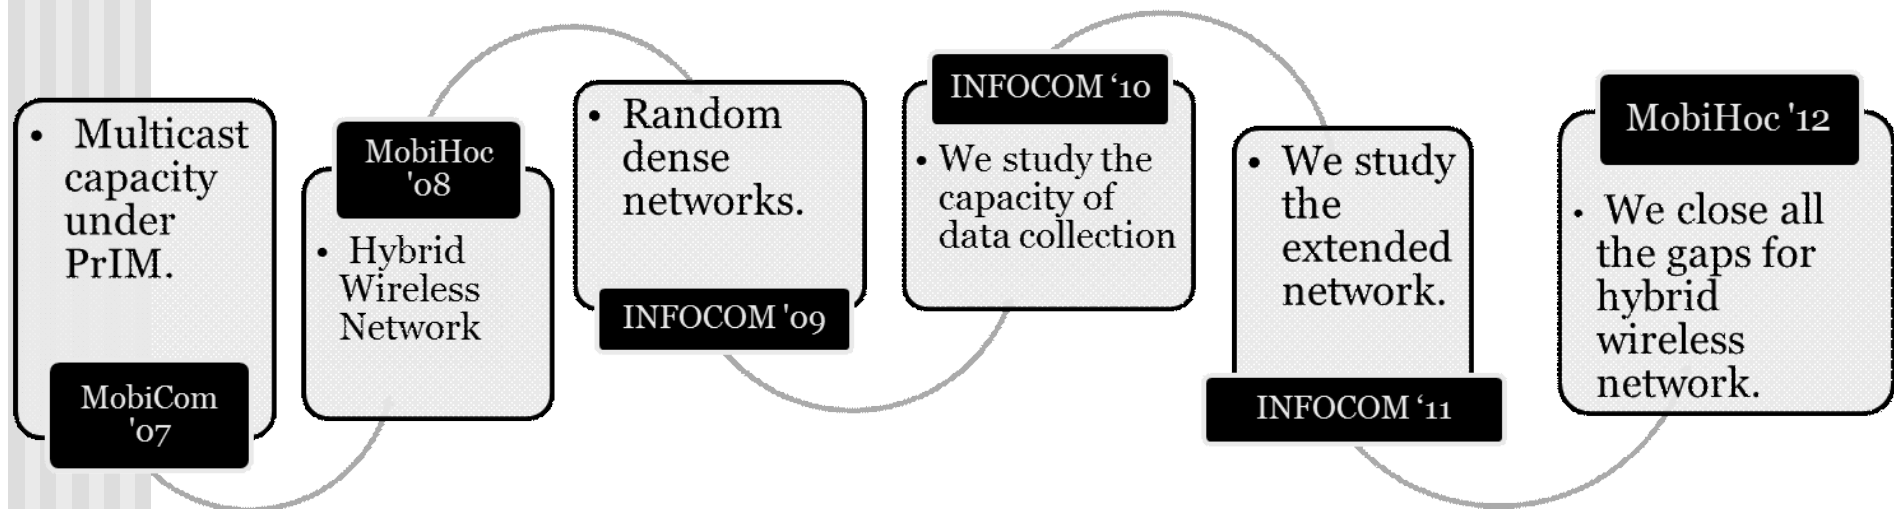 • Multicast
capacity
under
PrIM.
MobiCom
'07
MobiHoc
'08
• Hybrid
Wireless
Network
• Random
dense
networks.
INFOCOM '09
INFOCOM ‘10
• We study the
capacity of
data collection
• We study
the
extended
network.
INFOCOM ‘11
MobiHoc '12
• We close all
the gaps for
hybrid
wireless
network.